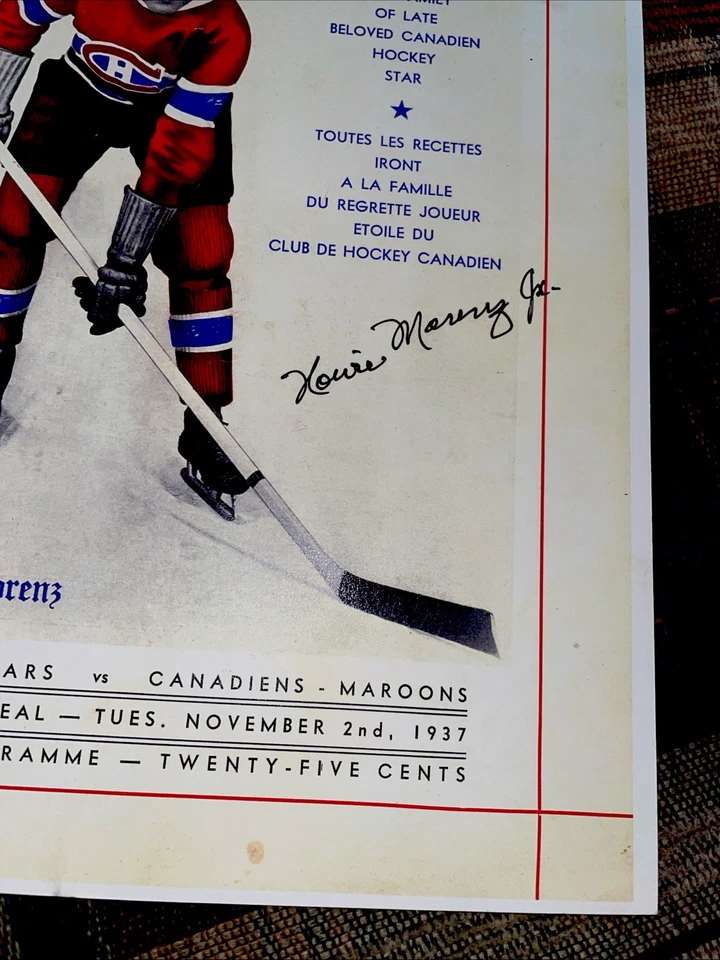 OF LATE
BELOVED CANADIEN
HOCKEY
STAR
TOUTES LES RECETTES
IRONT
A LA FAMILLE
DU REGRETTE JOUEUR
ETOILE DU
CLUB DE HOCKEY CANADIEN
Howie Morenz Jr.
orenz
ARS vs CANADIENS - MAROONS
EAL — TUES. NOVEMBER 2nd, 1937
RAMME — TWENTY-FIVE CENTS